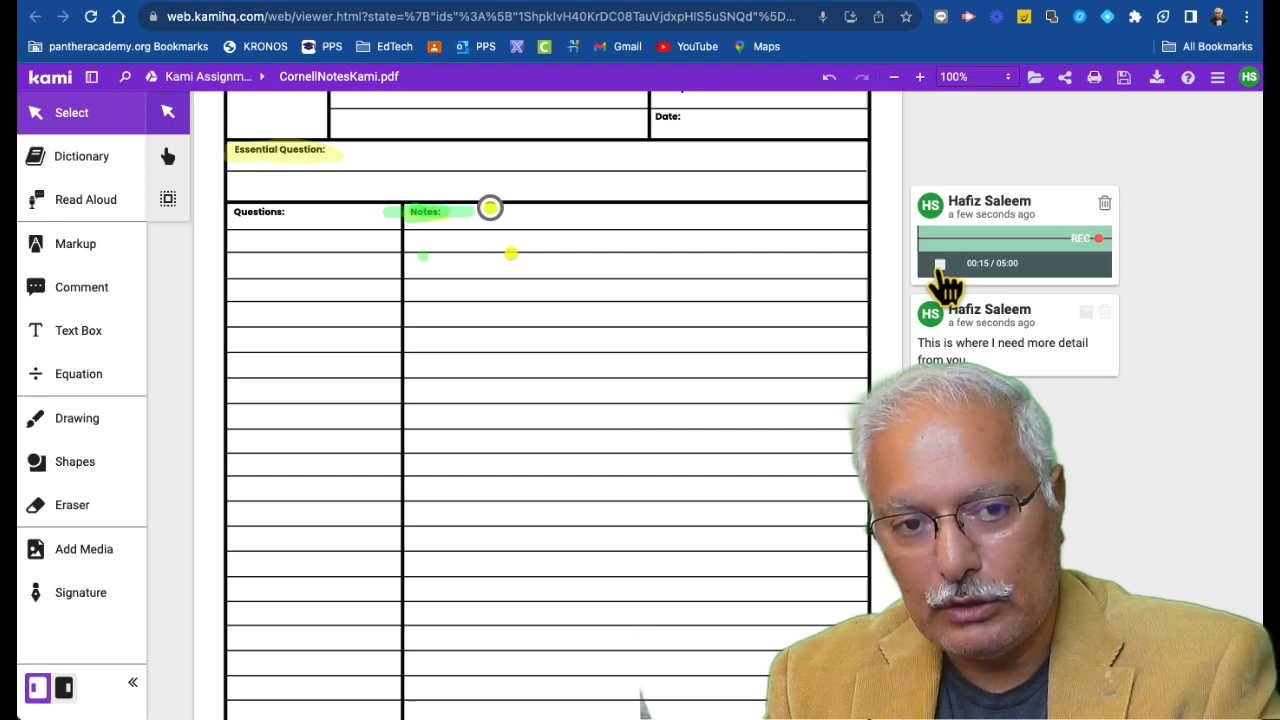 web.kamihq.com/web/viewer.html?state=%7B"ids"%3A%5B"1ShpkIvH40KrDC08TauVjdxpHlS5uSNQd"%5D...
pantheracademy.org Bookmarks KRONOS PPS EdTech PPS Gmail YouTube Maps All Bookmarks
kami Kami Assignm... CornellNotesKami.pdf 100% HS
Select
Dictionary
Read Aloud
Markup
Comment
Text Box
Equation
Drawing
Shapes
Eraser
Add Media
Signature
Date:
Essential Question:
Questions: Notes:
HS Hafiz Saleem
a few seconds ago
REC
00:15 / 05:00
HS Hafiz Saleem
a few seconds ago
This is where I need more detail
from you